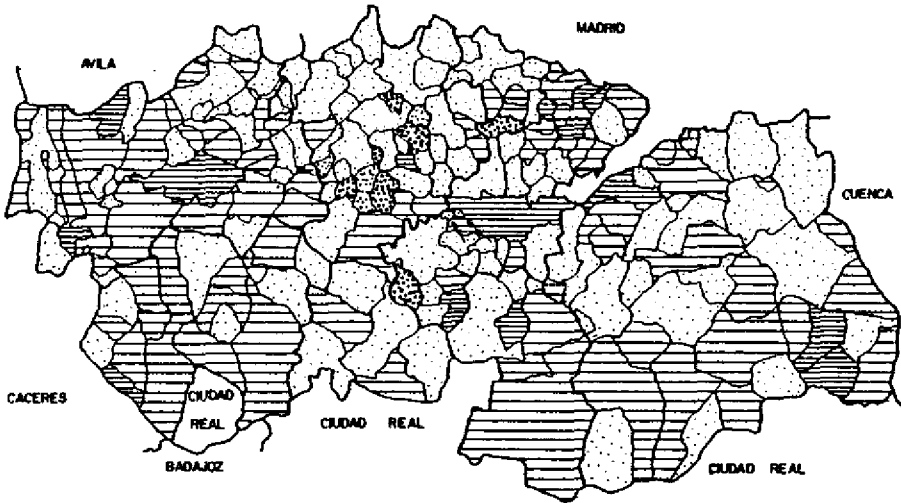 MADRID
AVILA
CUENCA
CACERES
CIUDAD
REAL
CIUDAD REAL
BADAJOZ
CIUDAD REAL